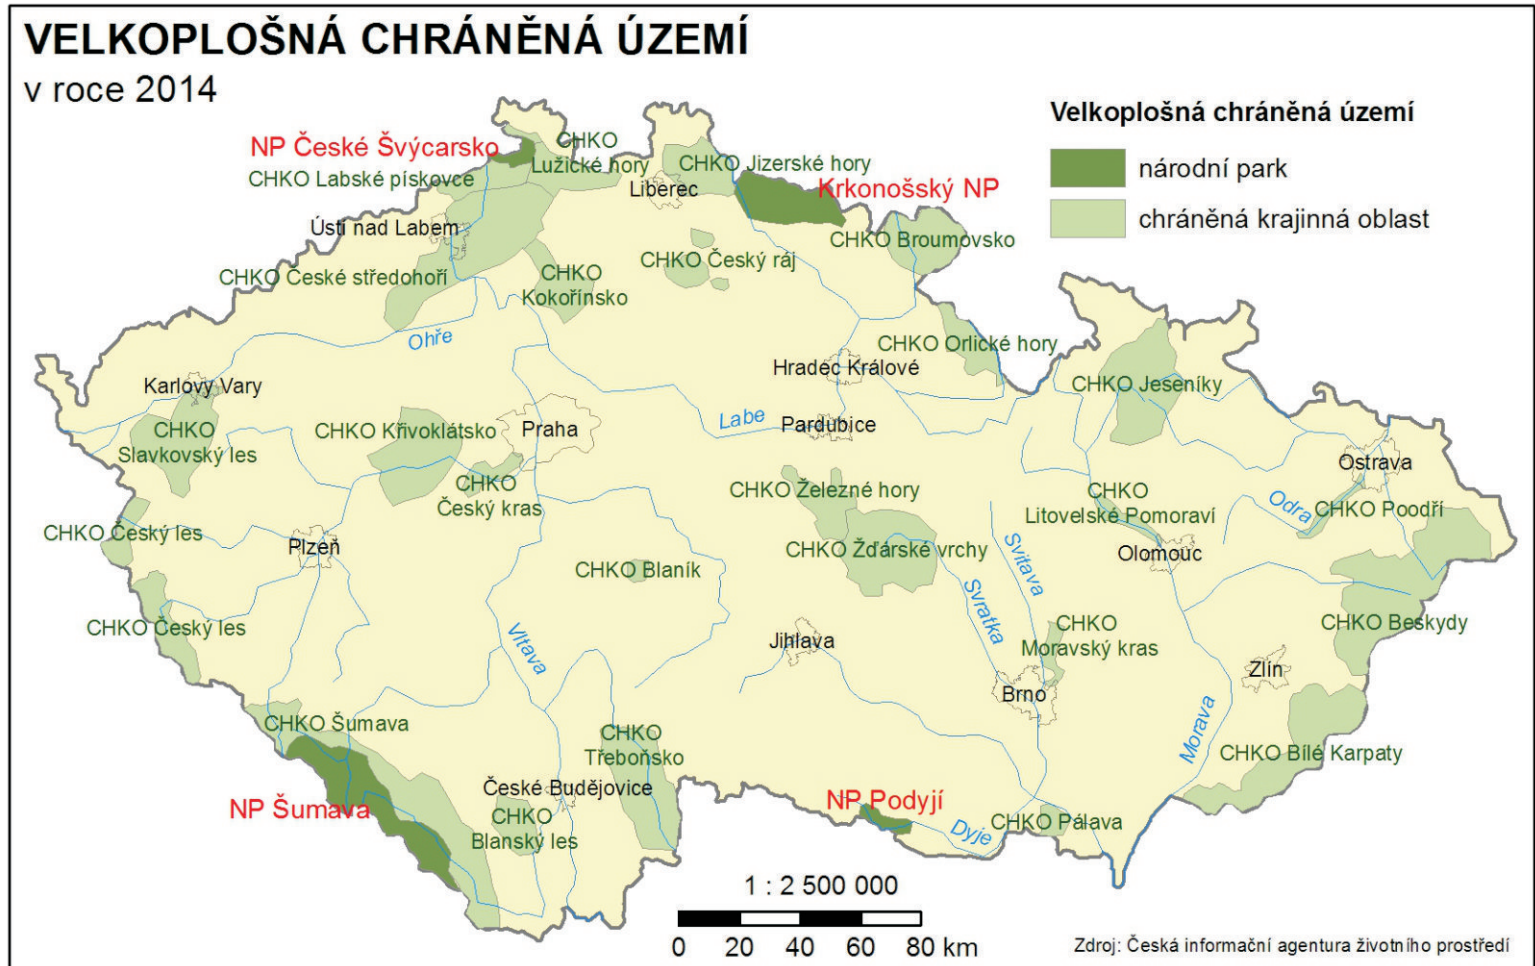 VELKOPLOŠNÁ CHRÁNĚNÁ ÚZEMÍ
v roce 2014
Velkoplošná chráněná území
národní park
chráněná krajinná oblast
NP České Švýcarsko
CHKO
Lužické hory
CHKO Labské pískovce
CHKO Jizerské hory
Liberec
Krkonošský NP
Ústí nad Labem
CHKO Broumovsko
CHKO České středohoří
CHKO
Kokořínsko
CHKO Český ráj
Ohře
CHKO Orlické hory
Hradec Králové
Karlovy Vary
CHKO Jeseníky
Labe
Pardubice
CHKO
Slavkovský les
CHKO Křivoklátsko
Praha
Ostrava
CHKO
Český kras
CHKO Železné hory
CHKO
Litovelské Pomoraví
Odra
CHKO Poodří
CHKO Český les
Plzeň
CHKO Žďárské vrchy
Svitava
Olomouc
CHKO Blaník
Svratka
CHKO Český les
Vltava
Jihlava
CHKO
Moravský kras
CHKO Beskydy
Zlín
Brno
CHKO Šumava
CHKO
Třeboňsko
Morava
CHKO Bílé Karpaty
České Budějovice
NP Šumava
NP Podyjí
CHKO
Blanský les
Dyje
CHKO Pálava
1 : 2 500 000
0 20 40 60 80 km
Zdroj: Česká informační agentura životního prostředí